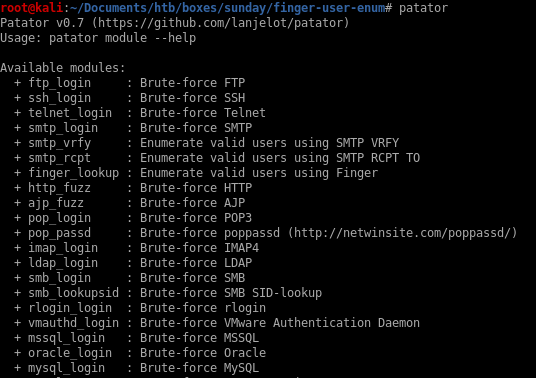 root@kali:~/Documents/htb/boxes/sunday/finger-user-enum# patator
Patator v0.7 (https://github.com/lanjelot/patator)
Usage: patator module --help
Available modules:
+ ftp_login     : Brute-force FTP
+ ssh_login     : Brute-force SSH
+ telnet_login  : Brute-force Telnet
+ smtp_login    : Brute-force SMTP
+ smtp_vrfy     : Enumerate valid users using SMTP VRFY
+ smtp_rcpt     : Enumerate valid users using SMTP RCPT TO
+ finger_lookup : Enumerate valid users using Finger
+ http_fuzz     : Brute-force HTTP
+ ajp_fuzz      : Brute-force AJP
+ pop_login     : Brute-force POP3
+ pop_passd     : Brute-force poppassd (http://netwinsite.com/poppassd/)
+ imap_login    : Brute-force IMAP4
+ ldap_login    : Brute-force LDAP
+ smb_login     : Brute-force SMB
+ smb_lookupsid : Brute-force SMB SID-lookup
+ rlogin_login  : Brute-force rlogin
+ vmauthd_login : Brute-force VMware Authentication Daemon
+ mssql_login   : Brute-force MSSQL
+ oracle_login  : Brute-force Oracle
+ mysql_login   : Brute-force MySQL